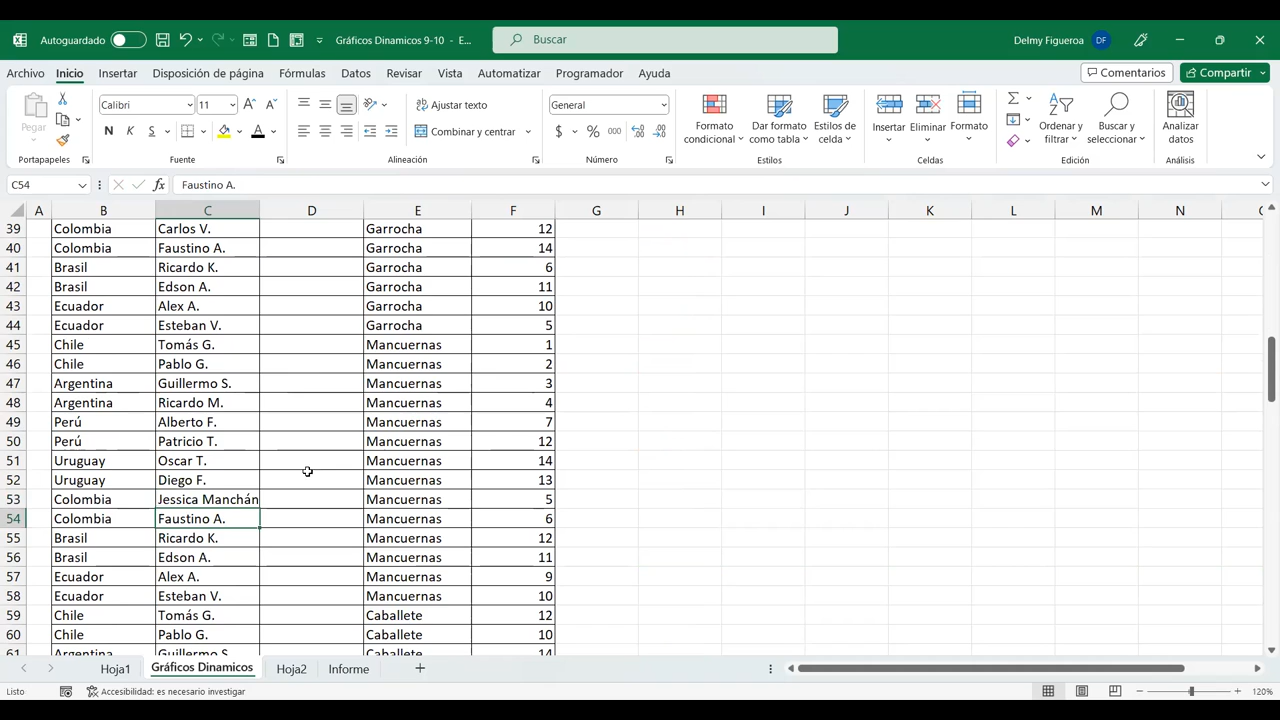 Autoguardado
Gráficos Dinamicos 9-10 - E...
Buscar
Delmy Figueroa
DF
Archivo Inicio Insertar Disposición de página Fórmulas Datos Revisar Vista Automatizar Programador Ayuda
Comentarios
Compartir
Pegar
Portapapeles
Calibri
11
N K S
Fuente
Ajustar texto
Combinar y centrar
Alineación
General
$ % 000
Número
Formato condicional
Dar formato como tabla
Estilos de celda
Estilos
Insertar
Eliminar
Formato
Celdas
Ordenar y filtrar
Buscar y seleccionar
Edición
Analizar datos
Análisis
C54
fx
Faustino A.
A B C D E F G H I J K L M N
39 Colombia Carlos V. Garrocha 12
40 Colombia Faustino A. Garrocha 14
41 Brasil Ricardo K. Garrocha 6
42 Brasil Edson A. Garrocha 11
43 Ecuador Alex A. Garrocha 10
44 Ecuador Esteban V. Garrocha 5
45 Chile Tomás G. Mancuernas 1
46 Chile Pablo G. Mancuernas 2
47 Argentina Guillermo S. Mancuernas 3
48 Argentina Ricardo M. Mancuernas 4
49 Perú Alberto F. Mancuernas 7
50 Perú Patricio T. Mancuernas 12
51 Uruguay Oscar T. Mancuernas 14
52 Uruguay Diego F. Mancuernas 13
53 Colombia Jessica Manchán Mancuernas 5
54 Colombia Faustino A. Mancuernas 6
55 Brasil Ricardo K. Mancuernas 12
56 Brasil Edson A. Mancuernas 11
57 Ecuador Alex A. Mancuernas 9
58 Ecuador Esteban V. Mancuernas 10
59 Chile Tomás G. Caballete 12
60 Chile Pablo G. Caballete 10
61 Argentina Guillermo S. Caballete 14
Hoja1 Gráficos Dinamicos Hoja2 Informe
Listo
Accesibilidad: es necesario investigar
120%